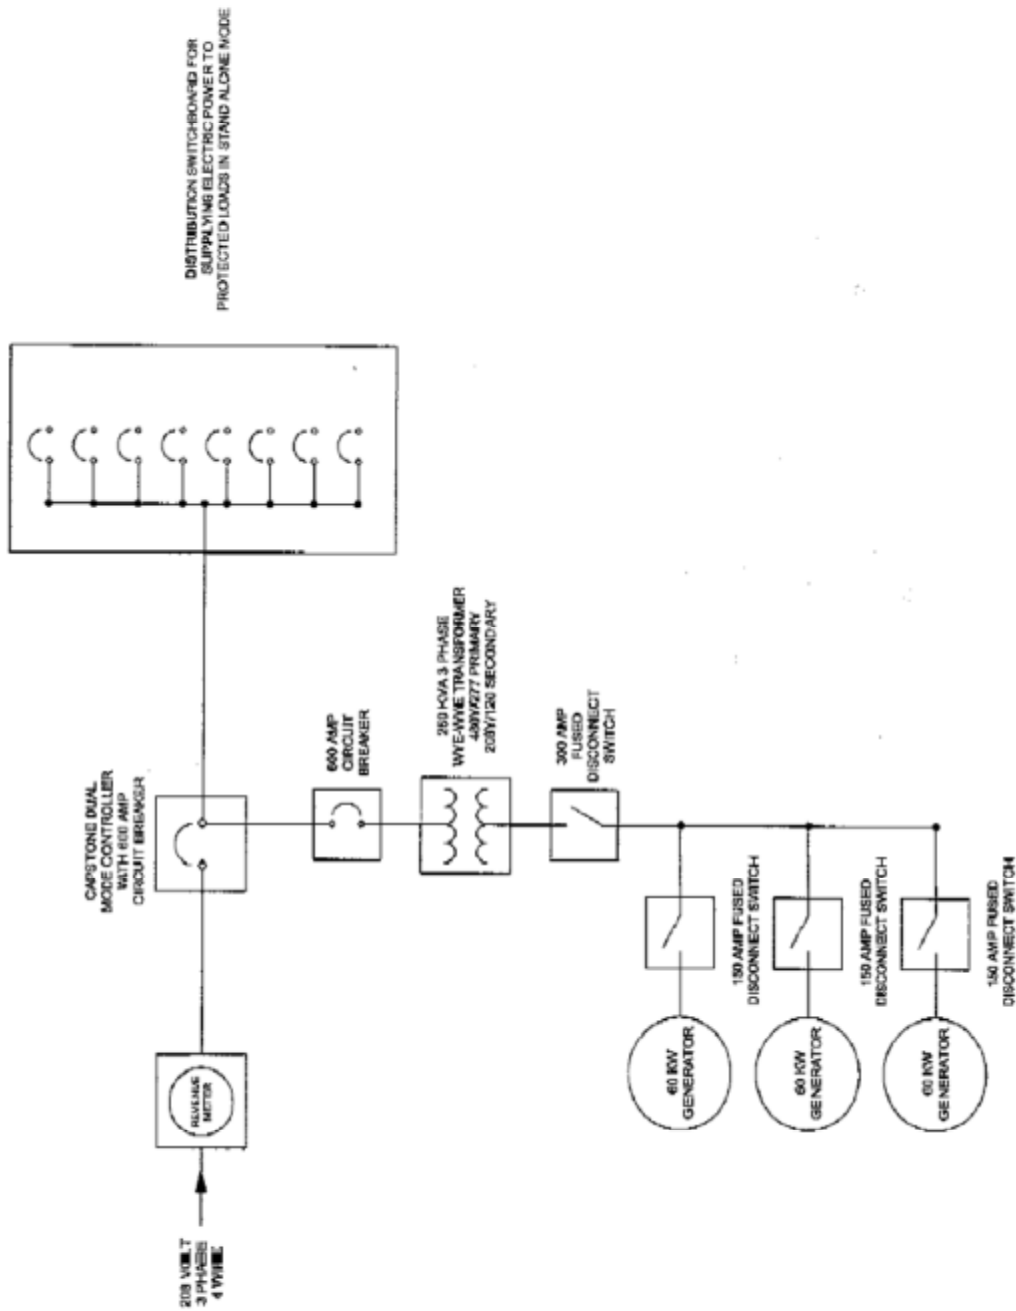 DISTRIBUTION SWITCHBOARD FOR
SUPPLYING ELECTRIC POWER TO
PROTECTED LOADS IN STAND ALONE MODE
CAPSTONE DUAL
MODE CONTROLLER
WITH 600 AMP
CIRCUIT BREAKER
600 AMP
CIRCUIT
BREAKER
250 KVA 3 PHASE
WYE-WYE TRANSFORMER
480Y/277 PRIMARY
208Y/120 SECONDARY
300 AMP
FUSED
DISCONNECT
SWITCH
150 AMP FUSED
DISCONNECT SWITCH
150 AMP FUSED
DISCONNECT SWITCH
150 AMP FUSED
DISCONNECT SWITCH
REVENUE
METER
60 KW
GENERATOR
60 KW
GENERATOR
60 KW
GENERATOR
208 VOLT
3 PHASE
4 WIRE